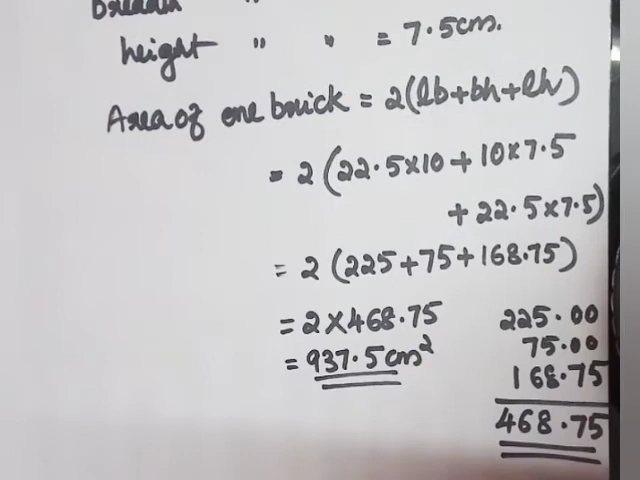 Breadth "
height " " = 7.5cm.
Area of one brick = 2(lb+bh+lh)
= 2 (22.5×10 + 10×7.5
+ 22.5×7.5)
= 2 (225+75+168.75)
= 2×468.75
= 937.5cm²
225.00
75.00
168.75
468.75